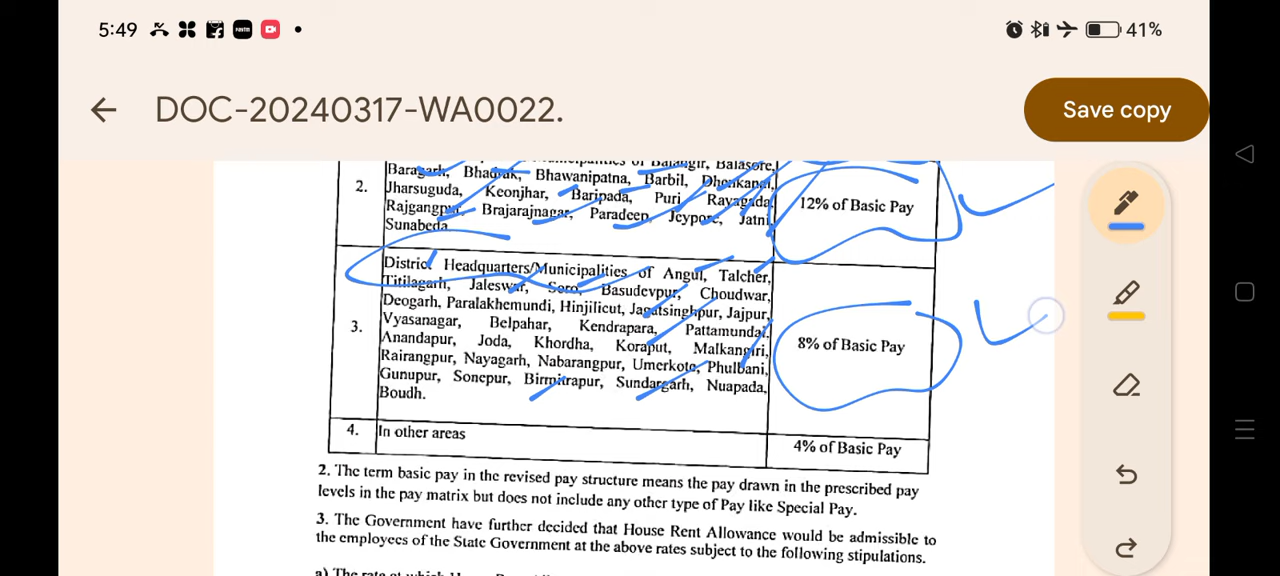 5:49
41%
DOC-20240317-WA0022.
Save copy
of Balangir, Balasore,
2.
Baragarh, Bhadrak, Bhawanipatna, Barbil, Dhenkanal,
Jharsuguda, Keonjhar, Baripada, Puri, Rayagada,
Rajgangpur, Brajarajnagar, Paradeep, Jeypore, Jatni,
Sunabeda.
12% of Basic Pay
3.
District Headquarters/Municipalities of Angul, Talcher,
Titilagarh, Jaleswar, Soro, Basudevpur, Choudwar,
Deogarh, Paralakhemundi, Hinjilicut, Jagatsinghpur, Jajpur,
Vyasanagar, Belpahar, Kendrapara, Pattamundai,
Anandapur, Joda, Khordha, Koraput, Malkangiri,
Rairangpur, Nayagarh, Nabarangpur, Umerkote, Phulbani,
Gunupur, Sonepur, Birmitrapur, Sundargarh, Nuapada,
Boudh.
8% of Basic Pay
4.
In other areas
4% of Basic Pay
2. The term basic pay in the revised pay structure means the pay drawn in the prescribed pay
levels in the pay matrix but does not include any other type of Pay like Special Pay.
3. The Government have further decided that House Rent Allowance would be admissible to
the employees of the State Government at the above rates subject to the following stipulations.
a) The rate at which